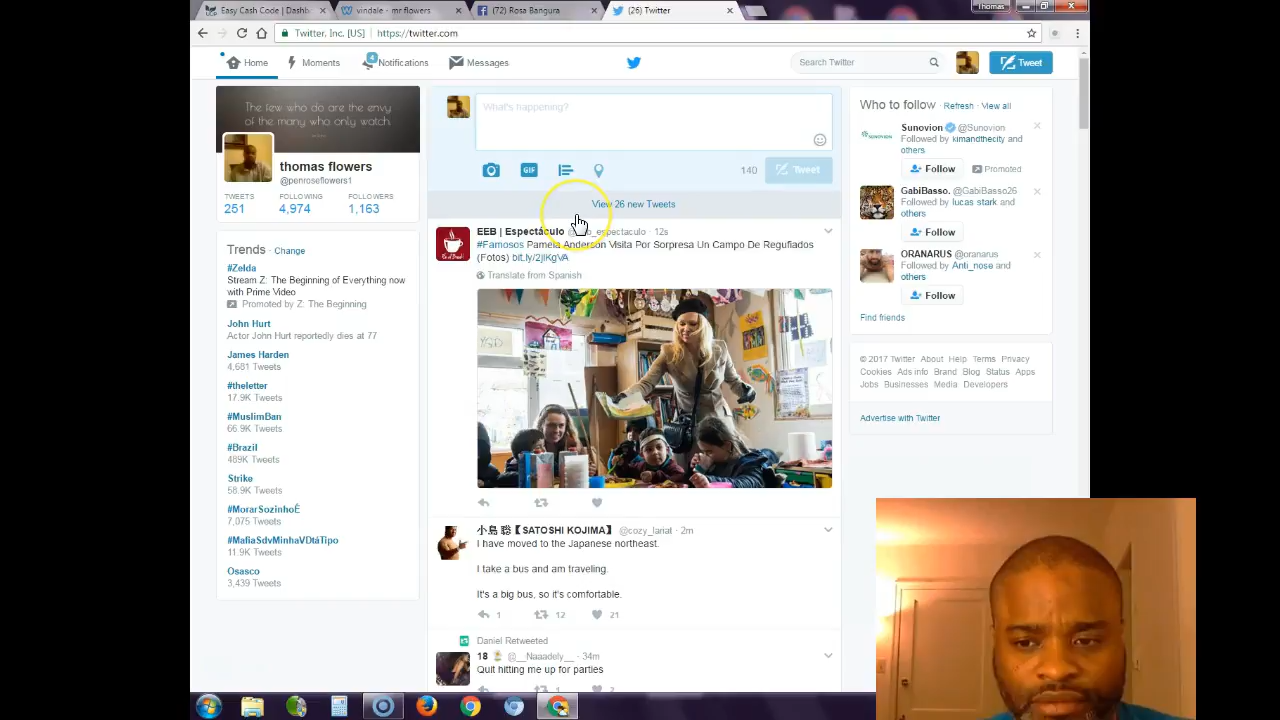 Easy Cash Code | Dashb
vindale - mr flowers
(72) Rosa Bangura
(26) Twitter
Thomas
Twitter, Inc. [US]
https://twitter.com
Home
Moments
4
Notifications
Messages
Search Twitter
Tweet
The few who do are the envy
of the many who only watch.
thomas flowers
@penroseflowers1
TWEETS FOLLOWING FOLLOWERS
251 4,974 1,163
Trends · Change
#Zelda
Stream Z: The Beginning of Everything now
with Prime Video
Promoted by Z: The Beginning
John Hurt
Actor John Hurt reportedly dies at 77
James Harden
4,681 Tweets
#theletter
17.9K Tweets
#MuslimBan
66.9K Tweets
#Brazil
489K Tweets
Strike
58.9K Tweets
#MorarSozinhoÉ
7,075 Tweets
#MafiaSdvMinhaVDtáTipo
11.9K Tweets
Osasco
3,439 Tweets
What's happening?
GIF
140
Tweet
View 26 new Tweets
EEB | Espectáculo
· 12s
#Famosos Pamela Anderson Visita Por Sorpresa Un Campo De Regufiados
(Fotos) bit.ly/2jlKgVA
Translate from Spanish
小島 聡【SATOSHI KOJIMA】 @cozy_lariat · 2m
I have moved to the Japanese northeast.
I take a bus and am traveling.
It's a big bus, so it's comfortable.
1 12 21
Daniel Retweeted
18 @__Naaadely__ · 34m
Quit hitting me up for parties
1 2
Who to follow · Refresh · View all
Sunovion @Sunovion
Followed by kimandthecity and
others
Follow
Promoted
GabiBasso. @GabiBasso26
Followed by lucas stark and
others
Follow
ORANARUS @oranarus
Followed by Anti_nose and
others
Follow
Find friends
© 2017 Twitter About Help Terms Privacy
Cookies Ads info Brand Blog Status Apps
Jobs Businesses Media Developers
Advertise with Twitter